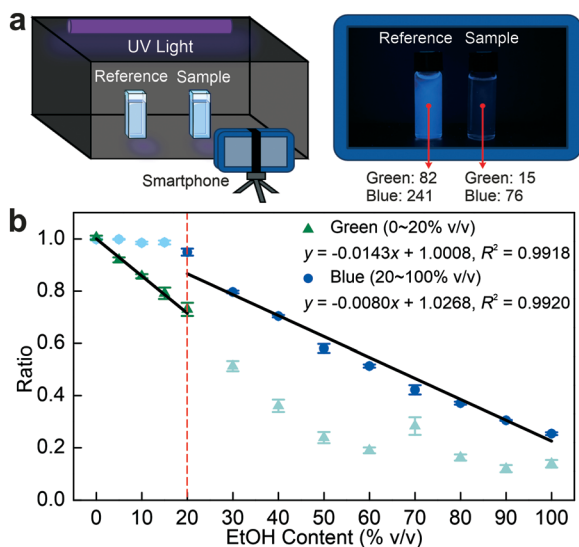 a
UV Light
Reference
Sample
Smartphone
Reference
Sample
Green: 82
Blue: 241
Green: 15
Blue: 76
b
Green (0~20% v/v)
y = -0.0143x + 1.0008, R² = 0.9918
Blue (20~100% v/v)
y = -0.0080x + 1.0268, R² = 0.9920
Ratio
1.0
0.8
0.6
0.4
0.2
0.0
0 10 20 30 40 50 60 70 80 90 100
EtOH Content (% v/v)